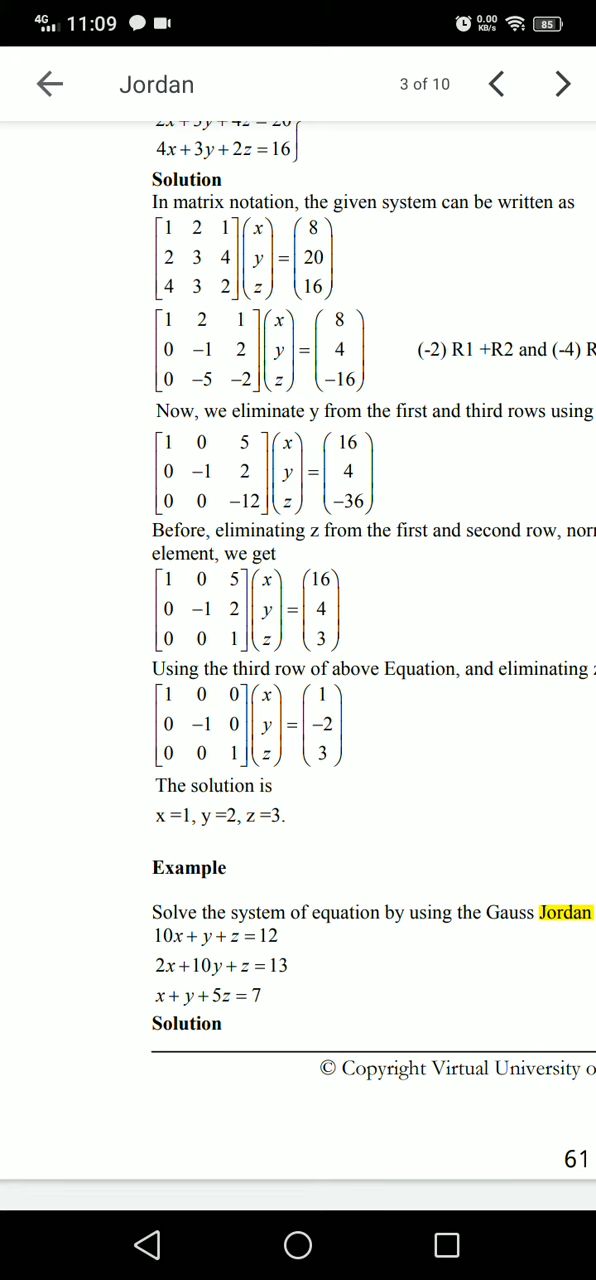 4G 11:09 0.00 KB/s 85
Jordan 3 of 10
4x+3y+2z=16
Solution
In matrix notation, the given system can be written as
[1 2 1] (x) (8)
[2 3 4] (y) = (20)
[4 3 2] (z) (16)
[1 2 1] (x) (8)
[0 −1 2] (y) = (4) (-2) R1 +R2 and (-4) R
[0 −5 −2] (z) (−16)
Now, we eliminate y from the first and third rows using
[1 0 5] (x) (16)
[0 −1 2] (y) = (4)
[0 0 −12] (z) (−36)
Before, eliminating z from the first and second row, nor
element, we get
[1 0 5] (x) (16)
[0 −1 2] (y) = (4)
[0 0 1] (z) (3)
Using the third row of above Equation, and eliminating
[1 0 0] (x) (1)
[0 −1 0] (y) = (−2)
[0 0 1] (z) (3)
The solution is
x =1, y =2, z =3.
Example
Solve the system of equation by using the Gauss Jordan
10x+y+z=12
2x+10y+z=13
x+y+5z=7
Solution
© Copyright Virtual University o
61